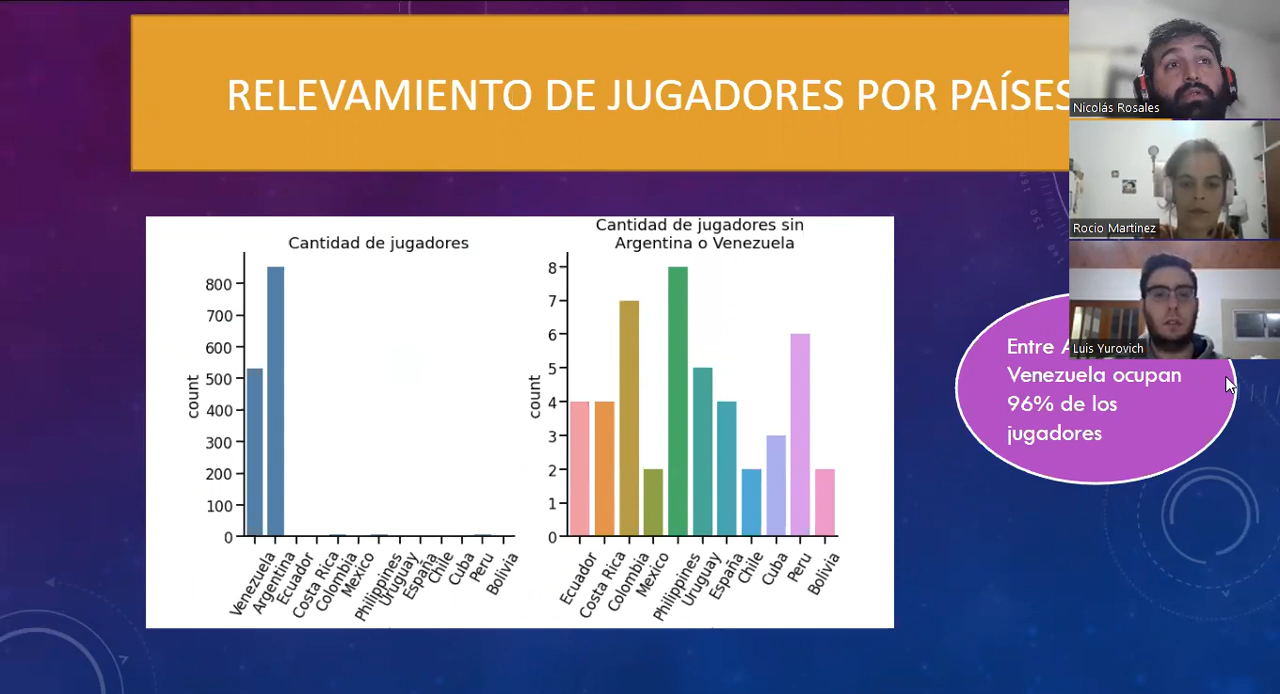 RELEVAMIENTO DE JUGADORES POR PAÍSES
Nicolás Rosales
Rocio Martinez
Luis Yurovich
Cantidad de jugadores
count
800
700
600
500
400
300
200
100
0
Venezuela
Argentina
Ecuador
Costa Rica
Colombia
Mexico
Philippines
Uruguay
España
Chile
Cuba
Peru
Bolivia
Cantidad de jugadores sin
Argentina o Venezuela
count
8
7
6
5
4
3
2
1
0
Ecuador
Costa Rica
Colombia
Mexico
Philippines
Uruguay
España
Chile
Cuba
Peru
Bolivia
Entre
Venezuela ocupan
96% de los
jugadores